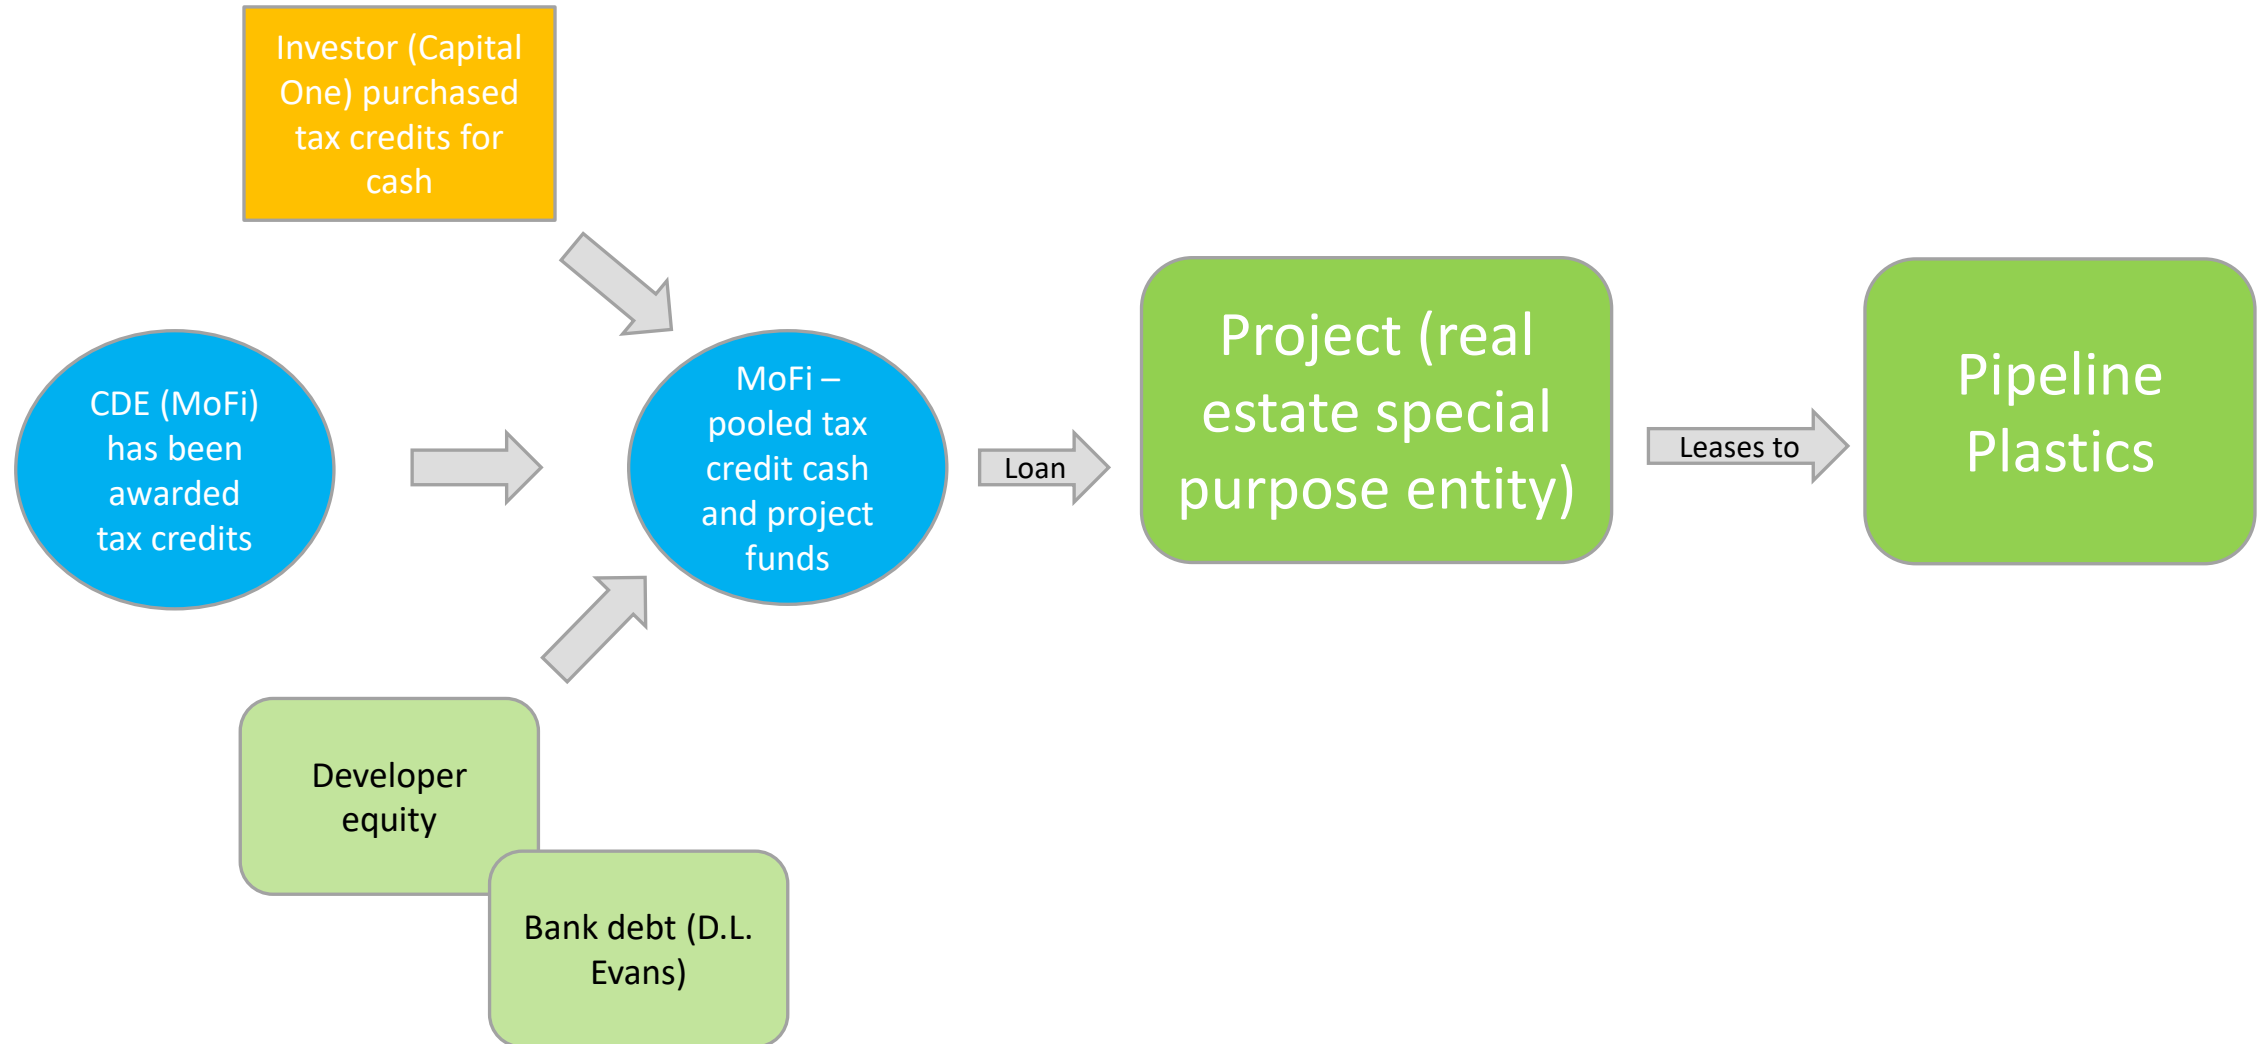 Investor (Capital
One) purchased
tax credits for
cash
CDE (MoFi)
has been
awarded
tax credits
MoFi –
pooled tax
credit cash
and project
funds
Loan
Project (real
estate special
purpose entity)
Leases to
Pipeline
Plastics
Developer
equity
Bank debt (D.L.
Evans)